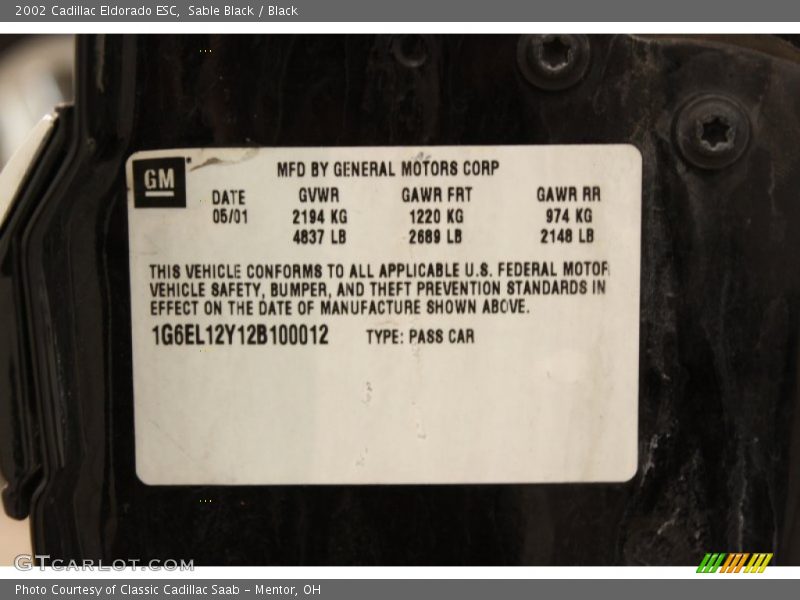 2002 Cadillac Eldorado ESC, Sable Black / Black
MFD BY GENERAL MOTORS CORP
GM
DATE GVWR GAWR FRT GAWR RR
05/01 2194 KG 1220 KG 974 KG
4837 LB 2689 LB 2148 LB
THIS VEHICLE CONFORMS TO ALL APPLICABLE U.S. FEDERAL MOTOR
VEHICLE SAFETY, BUMPER, AND THEFT PREVENTION STANDARDS IN
EFFECT ON THE DATE OF MANUFACTURE SHOWN ABOVE.
1G6EL12Y12B100012 TYPE: PASS CAR
GTCARLOT.COM
Photo Courtesy of Classic Cadillac Saab - Mentor, OH